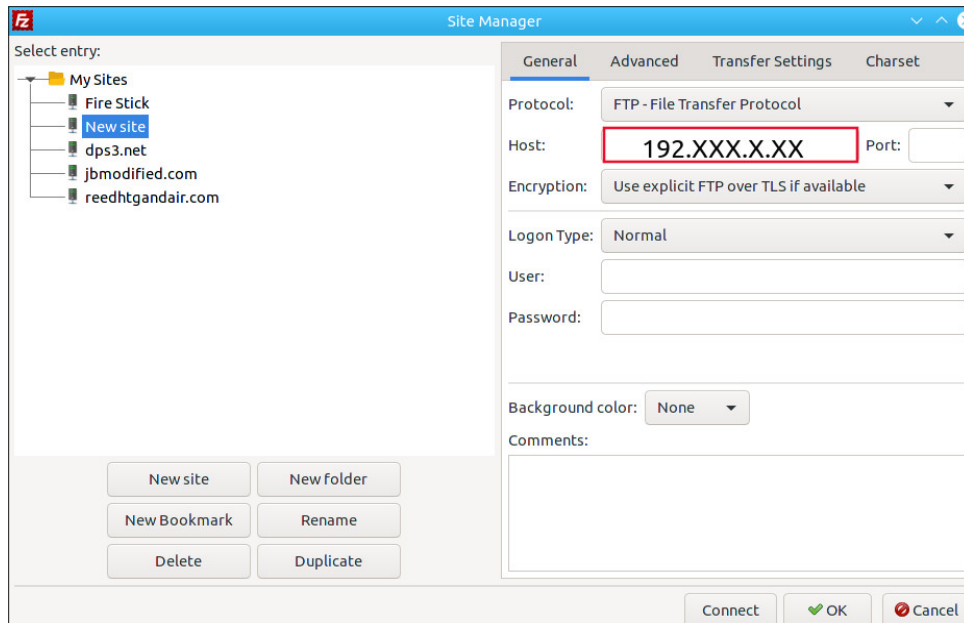 Fz
Site Manager
Select entry:
My Sites
Fire Stick
New site
dps3.net
jbmodified.com
reedhtgandair.com
New site
New folder
New Bookmark
Rename
Delete
Duplicate
General
Advanced
Transfer Settings
Charset
Protocol:
FTP - File Transfer Protocol
Host:
192.XXX.X.XX
Port:
Encryption:
Use explicit FTP over TLS if available
Logon Type:
Normal
User:
Password:
Background color:
None
Comments:
Connect
OK
Cancel